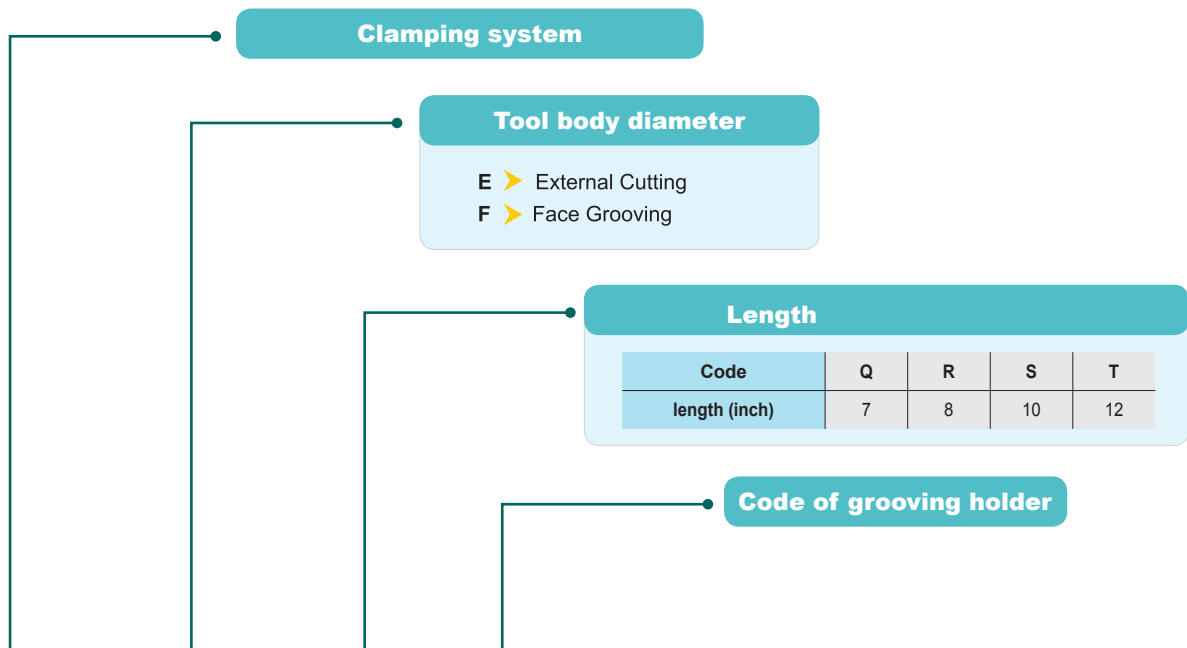 Clamping system
Tool body diameter
E External Cutting
F Face Grooving
Length
Code Q R S T
length (inch) 7 8 10 12
Code of grooving holder